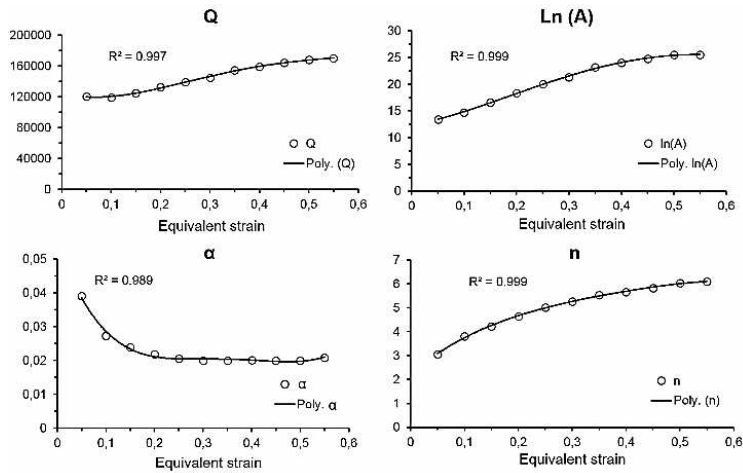 Q
200000
160000
120000
80000
40000
0
R² = 0.997
Q
Poly. (Q)
0 0,1 0,2 0,3 0,4 0,5 0,6
Equivalent strain
Ln (A)
30
25
20
15
10
5
0
R² = 0.999
ln(A)
Poly. ln(A)
0 0,1 0,2 0,3 0,4 0,5 0,6
Equivalent strain
α
0,05
0,04
0,03
0,02
0,01
0
R² = 0.989
α
Poly. α
0 0,1 0,2 0,3 0,4 0,5 0,6
Equivalent strain
n
7
6
5
4
3
2
1
0
R² = 0.999
n
Poly. (n)
0 0,1 0,2 0,3 0,4 0,5 0,6
Equivalent strain